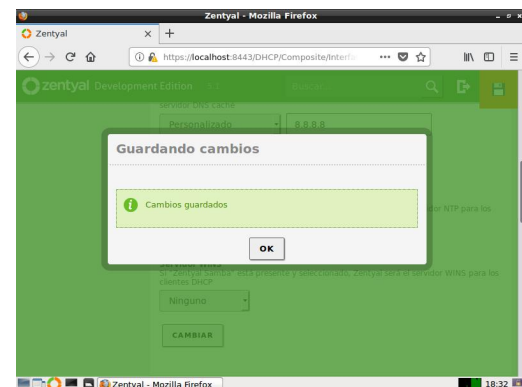 Zentyal - Mozilla Firefox
Zentyal
https://localhost:8443/DHCP/Composite/Interfa
zentyal Development Edition 5.1
Buscar...
servidor DNS caché
Personalizado
8.8.8.8
Guardando cambios
Cambios guardados
dor NTP para los
OK
Servidor WINS
Si "Zentyal Samba" está presente y seleccionado, Zentyal será el servidor WINS para los
clientes DHCP
Ninguno
CAMBIAR
Zentyal - Mozilla Firefox
18:32